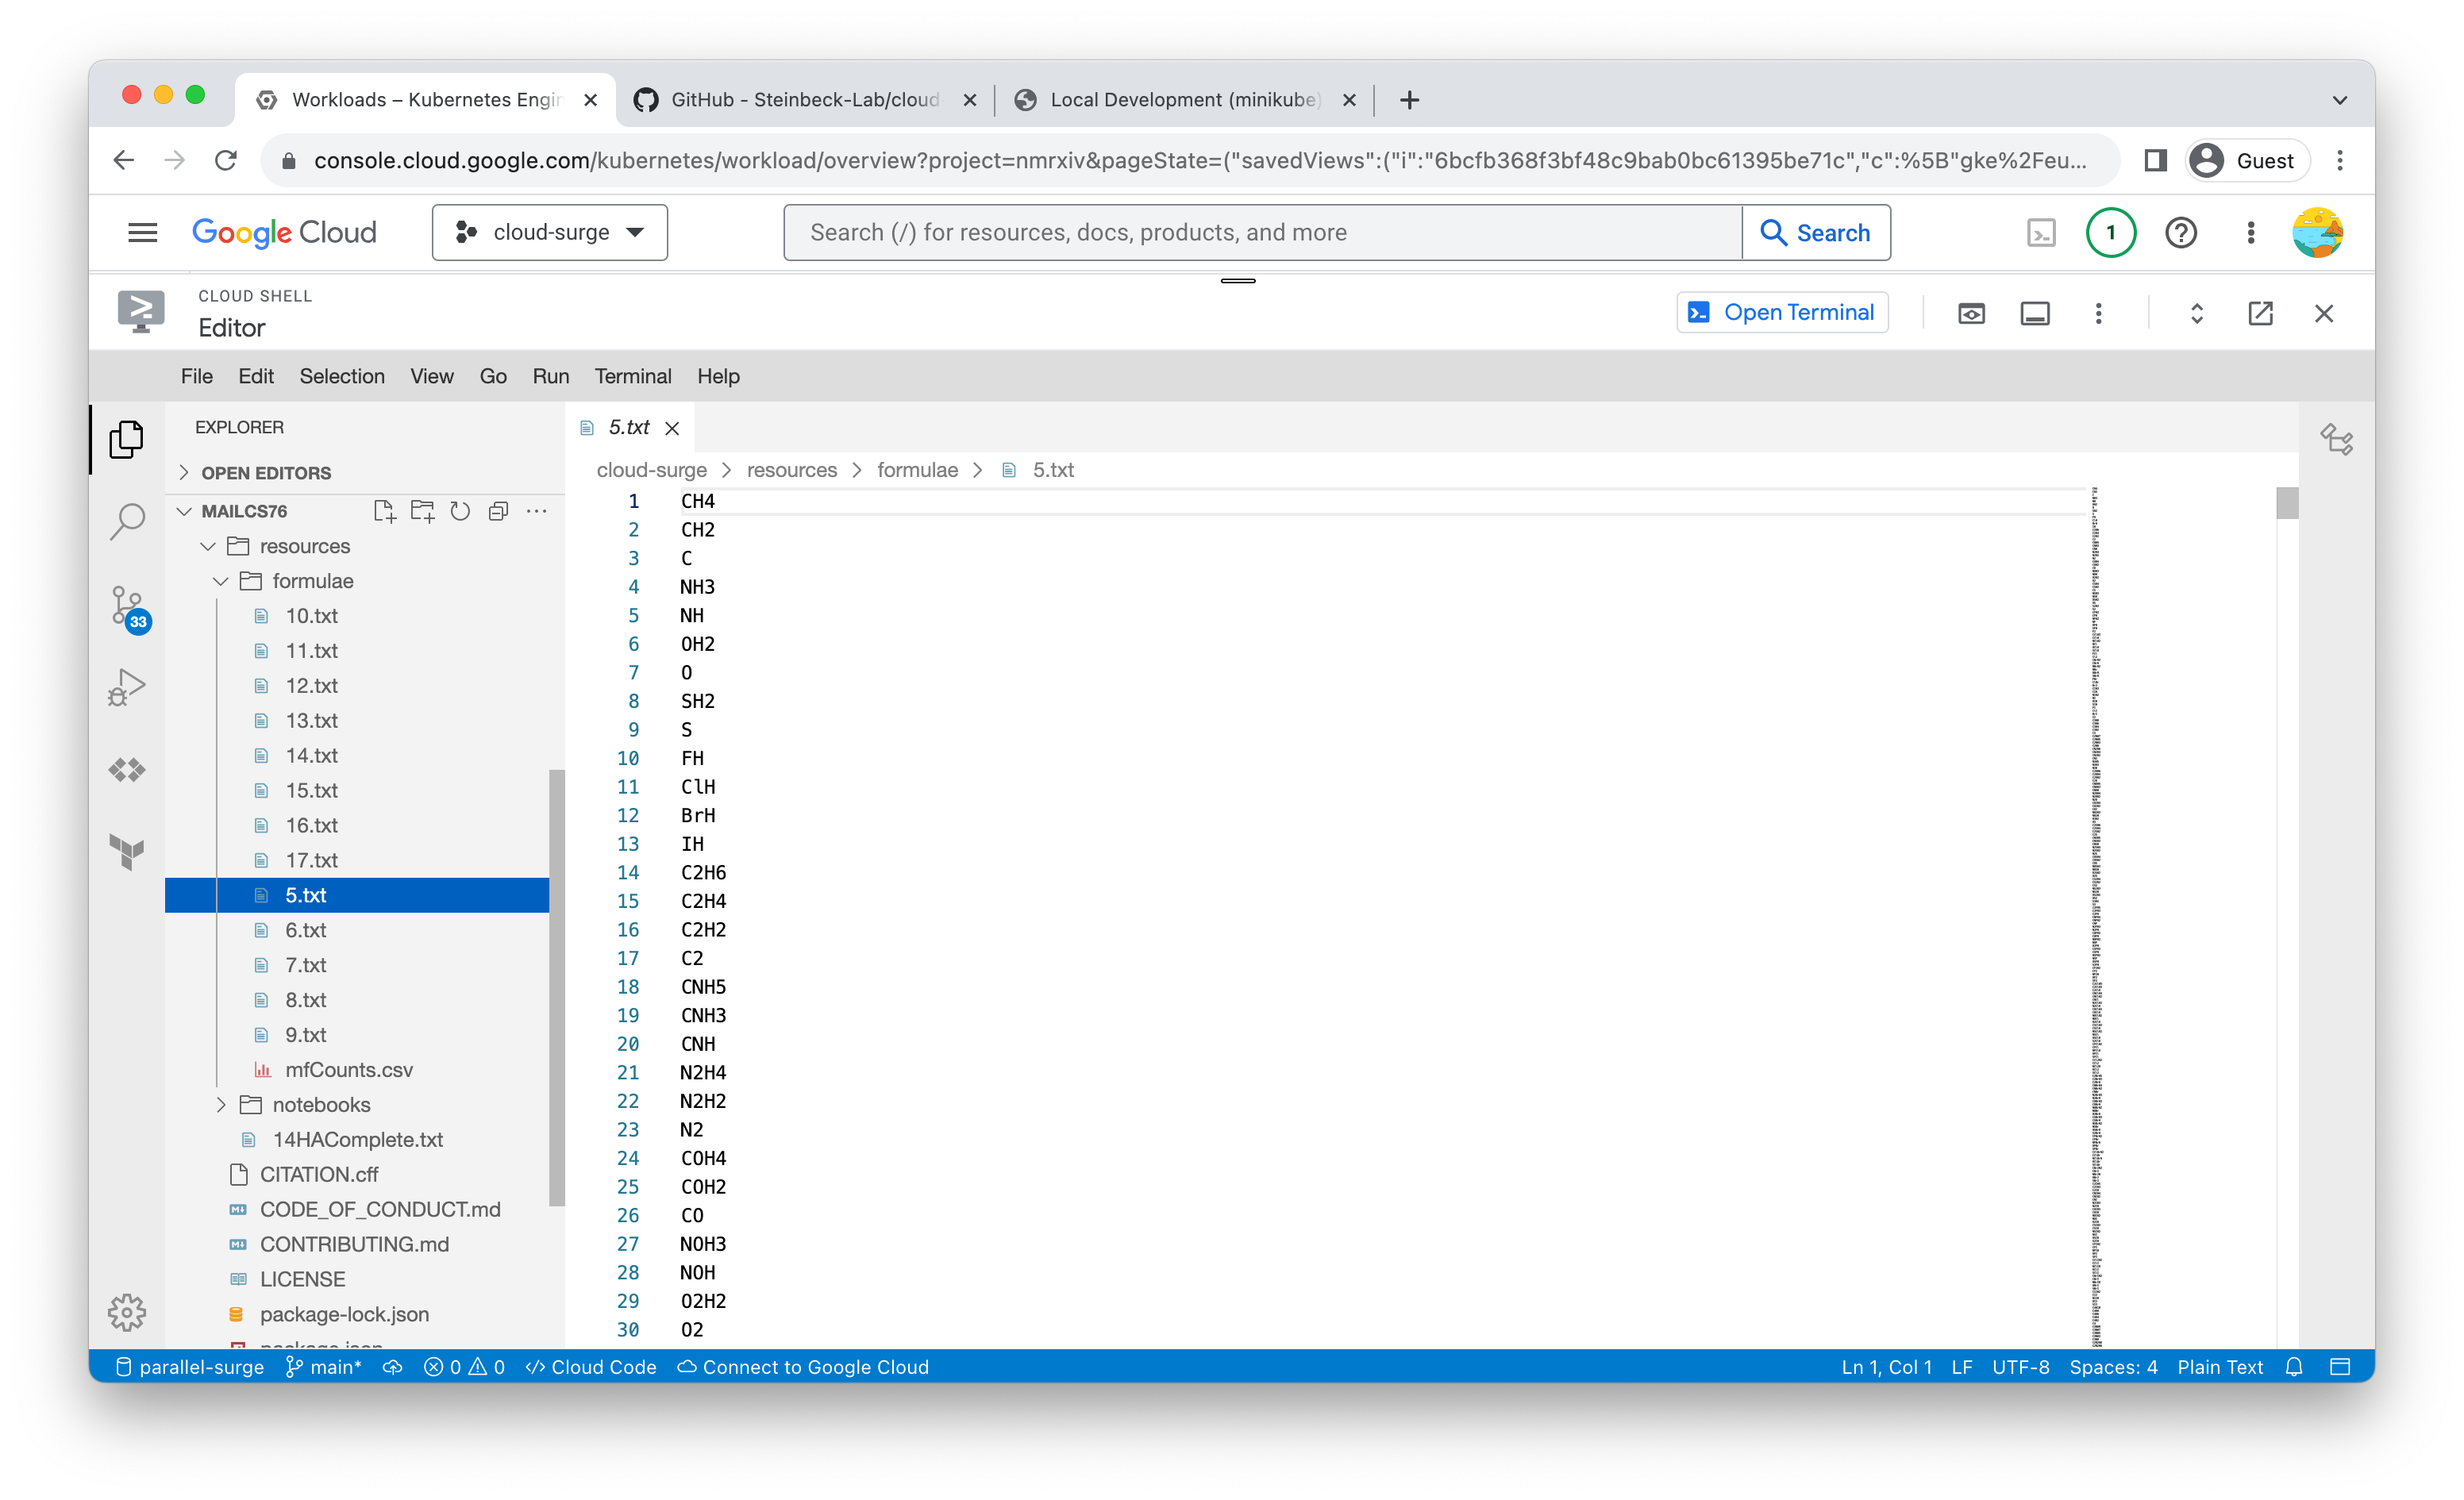 Workloads – Kubernetes Engin
GitHub - Steinbeck-Lab/cloud
Local Development (minikube)
console.cloud.google.com/kubernetes/workload/overview?project=nmrxiv&pageState=("savedViews":("i":"6bcfb368f3bf48c9bab0bc61395be71c","c":%5B"gke%2Feu...
Guest
Google Cloud
cloud-surge
Search (/) for resources, docs, products, and more
Search
1
CLOUD SHELL
Editor
Open Terminal
File Edit Selection View Go Run Terminal Help
EXPLORER
OPEN EDITORS
MAILCS76
resources
formulae
10.txt
11.txt
12.txt
13.txt
14.txt
15.txt
16.txt
17.txt
5.txt
6.txt
7.txt
8.txt
9.txt
mfCounts.csv
notebooks
14HAComplete.txt
CITATION.cff
CODE_OF_CONDUCT.md
CONTRIBUTING.md
LICENSE
package-lock.json
33
5.txt
cloud-surge > resources > formulae > 5.txt
1 CH4
2 CH2
3 C
4 NH3
5 NH
6 OH2
7 O
8 SH2
9 S
10 FH
11 ClH
12 BrH
13 IH
14 C2H6
15 C2H4
16 C2H2
17 C2
18 CNH5
19 CNH3
20 CNH
21 N2H4
22 N2H2
23 N2
24 COH4
25 COH2
26 CO
27 NOH3
28 NOH
29 O2H2
30 O2
parallel-surge main* 0 0 Cloud Code Connect to Google Cloud
Ln 1, Col 1 LF UTF-8 Spaces: 4 Plain Text